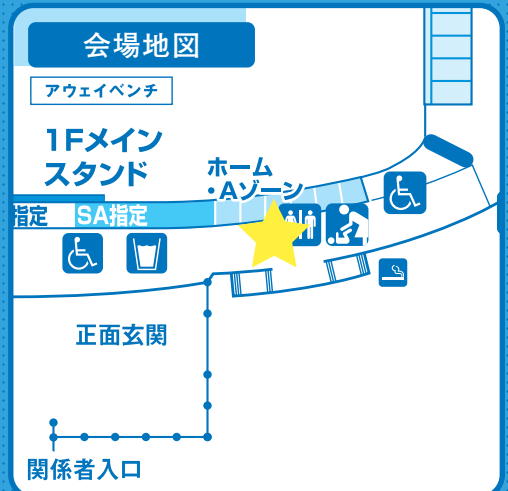 会場地図
アウェイベンチ
1Fメイン
スタンド
ホーム
・Aゾーン
指定
SA指定
正面玄関
関係者入口